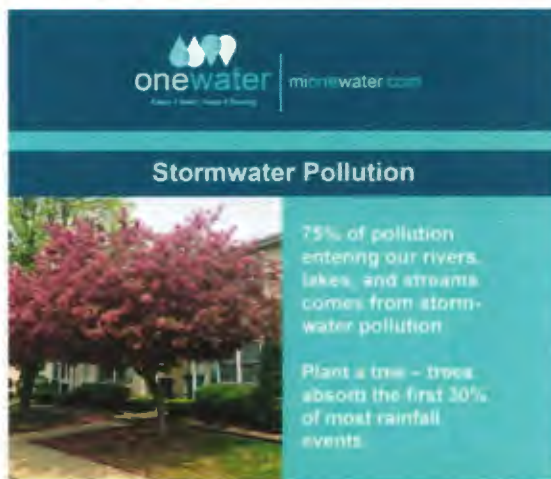 onewater
mionewater.com
Stormwater Pollution
75% of pollution
entering our rivers,
lakes, and streams
comes from storm-
water pollution
Plant a tree – trees
absorb the first 30%
of most rainfall
events.